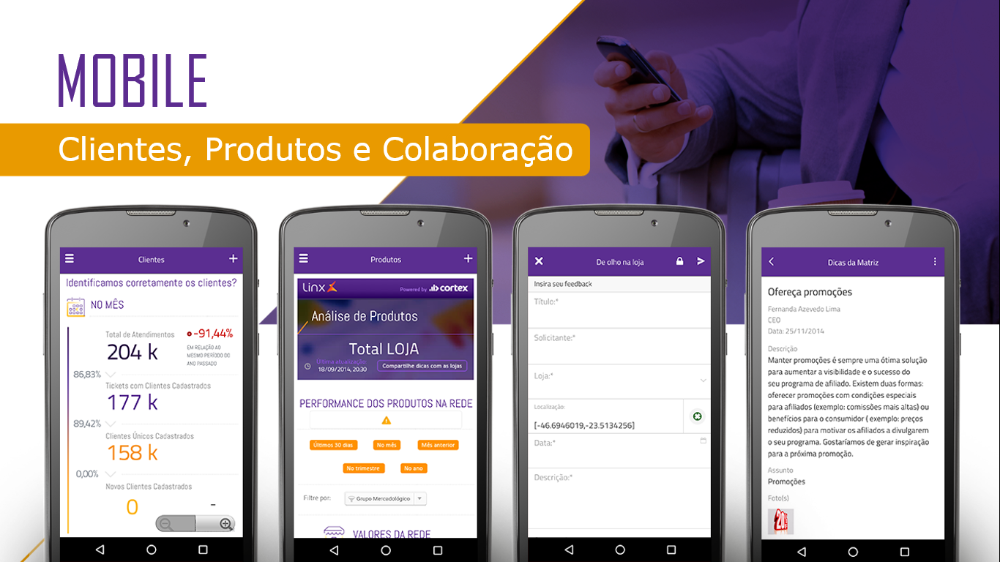 MOBILE
Clientes, Produtos e Colaboração
Clientes
Identificamos corretamente os clientes?
NO MÊS
Total de Atendimentos
204 k
-91,44%
EM RELAÇÃO AO
MESMO PERÍODO DO
ANO PASSADO
86,83%
Tickets com Clientes Cadastrados
177 k
89,42%
Clientes Únicos Cadastrados
158 k
0,00%
Novos Clientes Cadastrados
0
-
Produtos
Linx
Powered by cortex
Análise de Produtos
Total LOJA
Última atualização:
18/09/2014, 20:30
Compartilhe dicas com as lojas
PERFORMANCE DOS PRODUTOS NA REDE
Últimos 30 dias
No mês
Mês anterior
No trimestre
No ano
Filtre por:
Grupo Mercadológico
VALORES DA REDE
De olho na loja
Insira seu feedback
Título:*
Solicitante:*
Loja:*
Localização:
[-46.6946019,-23.5134256]
Data:*
Descrição:*
Dicas da Matriz
Ofereça promoções
Fernanda Azevedo Lima
CEO
Data: 25/11/2014
Descrição
Manter promoções é sempre uma ótima solução
para aumentar a visibilidade e o sucesso do
seu programa de afiliado. Existem duas formas:
oferecer promoções com condições especiais
para afiliados (exemplo: comissões mais altas) ou
benefícios para o consumidor ( exemplo: preços
reduzidos) para motivar os afiliados a divulgarem
o seu programa. Gostaríamos de gerar inspiração
para a próxima promoção.
Assunto
Promoções
Foto(s)
20